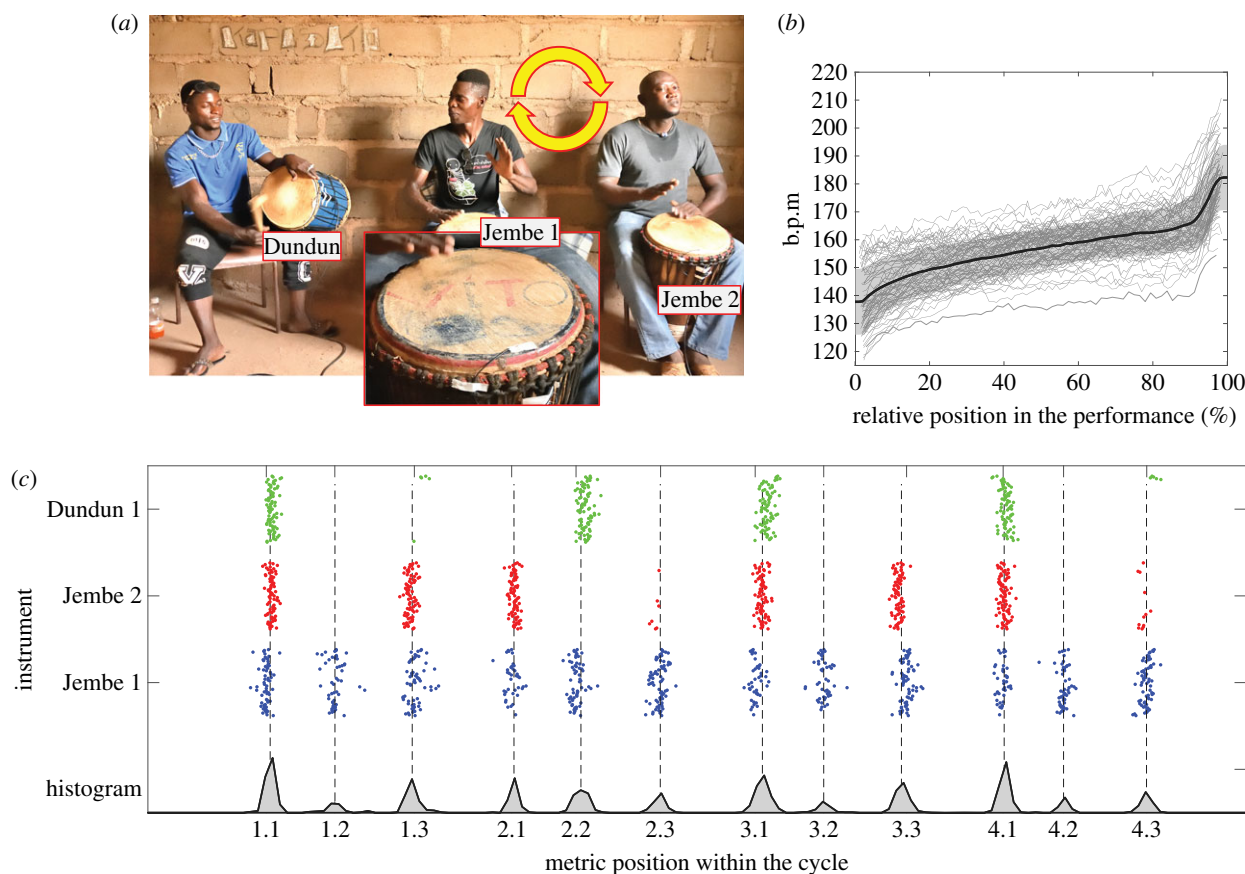 (a)
Dundun
Jembe 1
VITO
Jembe 2
(b)
220
210
200
190
180
170
160
150
140
130
120
b.p.m
0
20
40
60
80
100
relative position in the performance (%)
(c)
Dundun 1
Jembe 2
Jembe 1
histogram
instrument
1.1
1.2
1.3
2.1
2.2
2.3
3.1
3.2
3.3
4.1
4.2
4.3
metric position within the cycle